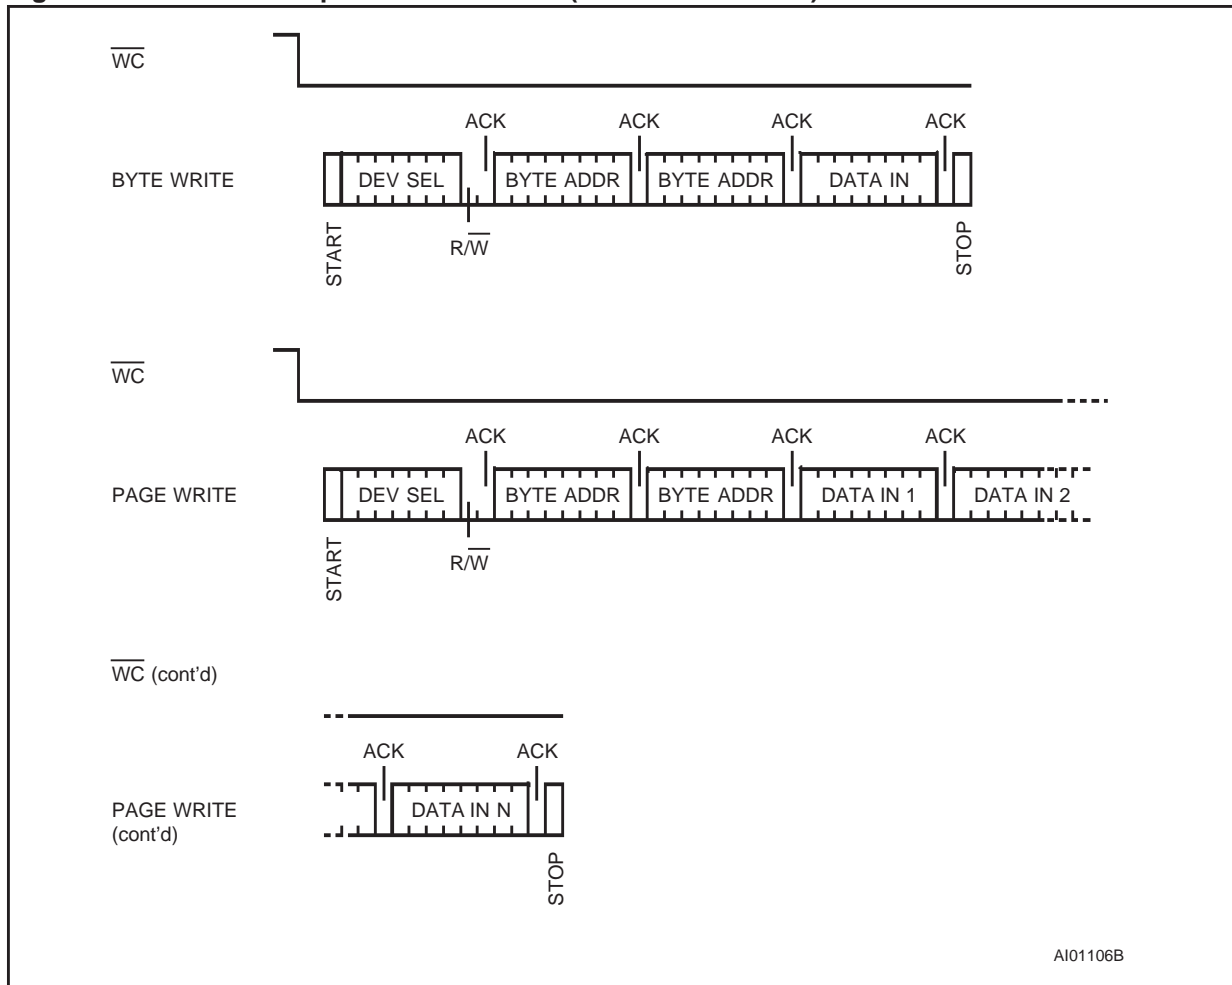 WC
ACK ACK ACK ACK
BYTE WRITE DEV SEL BYTE ADDR BYTE ADDR DATA IN
START R/W STOP
WC
ACK ACK ACK ACK
PAGE WRITE DEV SEL BYTE ADDR BYTE ADDR DATA IN 1 DATA IN 2
START R/W
WC (cont'd)
ACK ACK
PAGE WRITE DATA IN N
(cont'd)
STOP
AI01106B